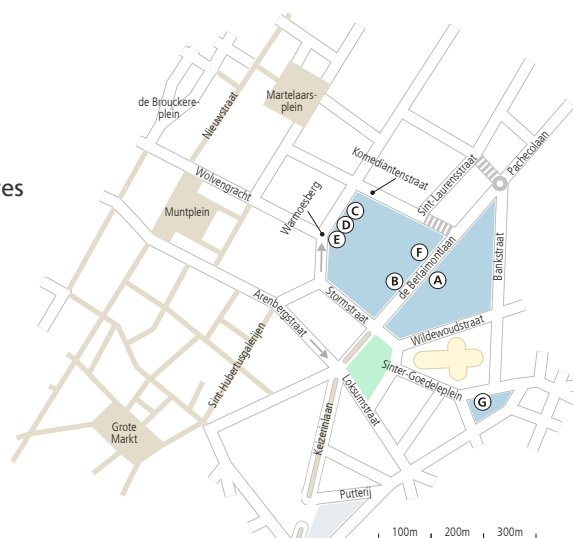 de Brouckere-
plein
Nieuwstraat
Martelaars-
plein
Komediantenstraat
Sint-Laurensstraat
Pachecolaan
Wolvengracht
Muntplein
Warmoesberg
C
D
E
F
B
A
de Berlaimontlaan
Bankstraat
Stormstraat
Arenbergstraat
Wildewoudstraat
Sint-Hubertusgalerijen
Sinter-Goedeleplein
Loksumstraat
G
Grote
Markt
Keizerinlaan
Putterij
100m
200m
300m